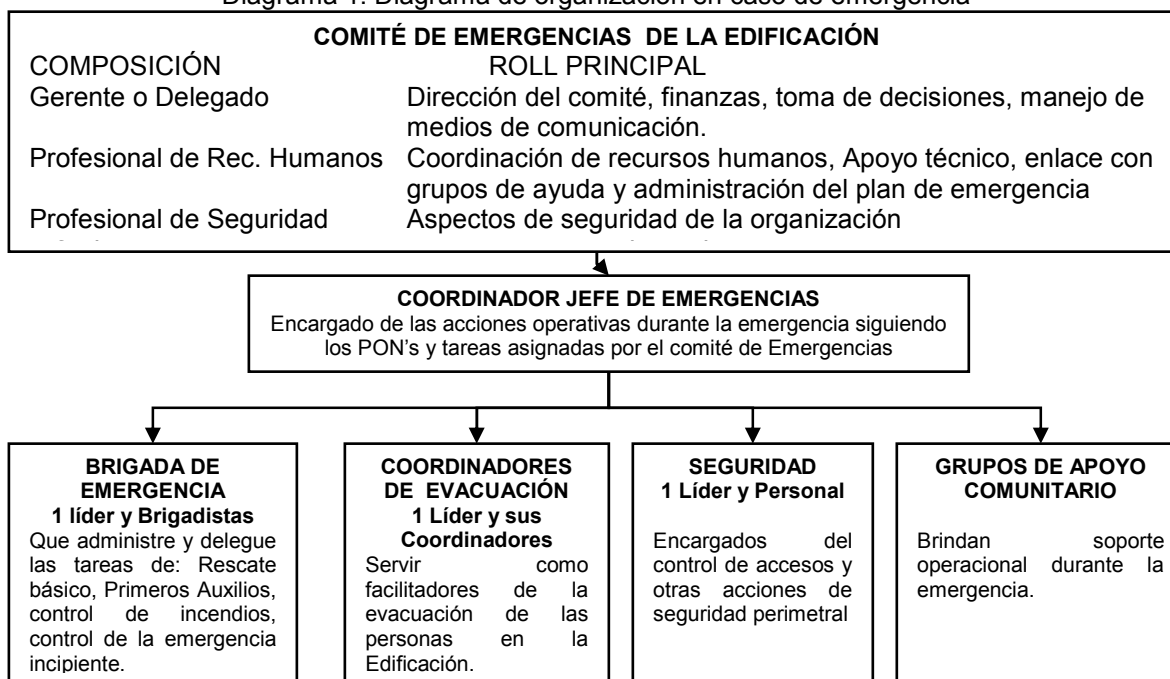 Diagrama 1. Diagrama de organización en caso de emergencia
COMITÉ DE EMERGENCIAS DE LA EDIFICACIÓN
COMPOSICIÓN ROLL PRINCIPAL
Gerente o Delegado Dirección del comité, finanzas, toma de decisiones, manejo de
medios de comunicación.
Profesional de Rec. Humanos Coordinación de recursos humanos, Apoyo técnico, enlace con
grupos de ayuda y administración del plan de emergencia
Profesional de Seguridad Aspectos de seguridad de la organización
COORDINADOR JEFE DE EMERGENCIAS
Encargado de las acciones operativas durante la emergencia siguiendo
los PON’s y tareas asignadas por el comité de Emergencias
BRIGADA DE
EMERGENCIA
1 líder y Brigadistas
Que administre y delegue
las tareas de: Rescate
básico, Primeros Auxilios,
control de incendios,
control de la emergencia
incipiente.
COORDINADORES
DE EVACUACIÓN
1 Líder y sus
Coordinadores
Servir como
facilitadores de la
evacuación de las
personas en la
Edificación.
SEGURIDAD
1 Líder y Personal
Encargados del
control de accesos y
otras acciones de
seguridad perimetral
GRUPOS DE APOYO
COMUNITARIO
Brindan soporte
operacional durante la
emergencia.